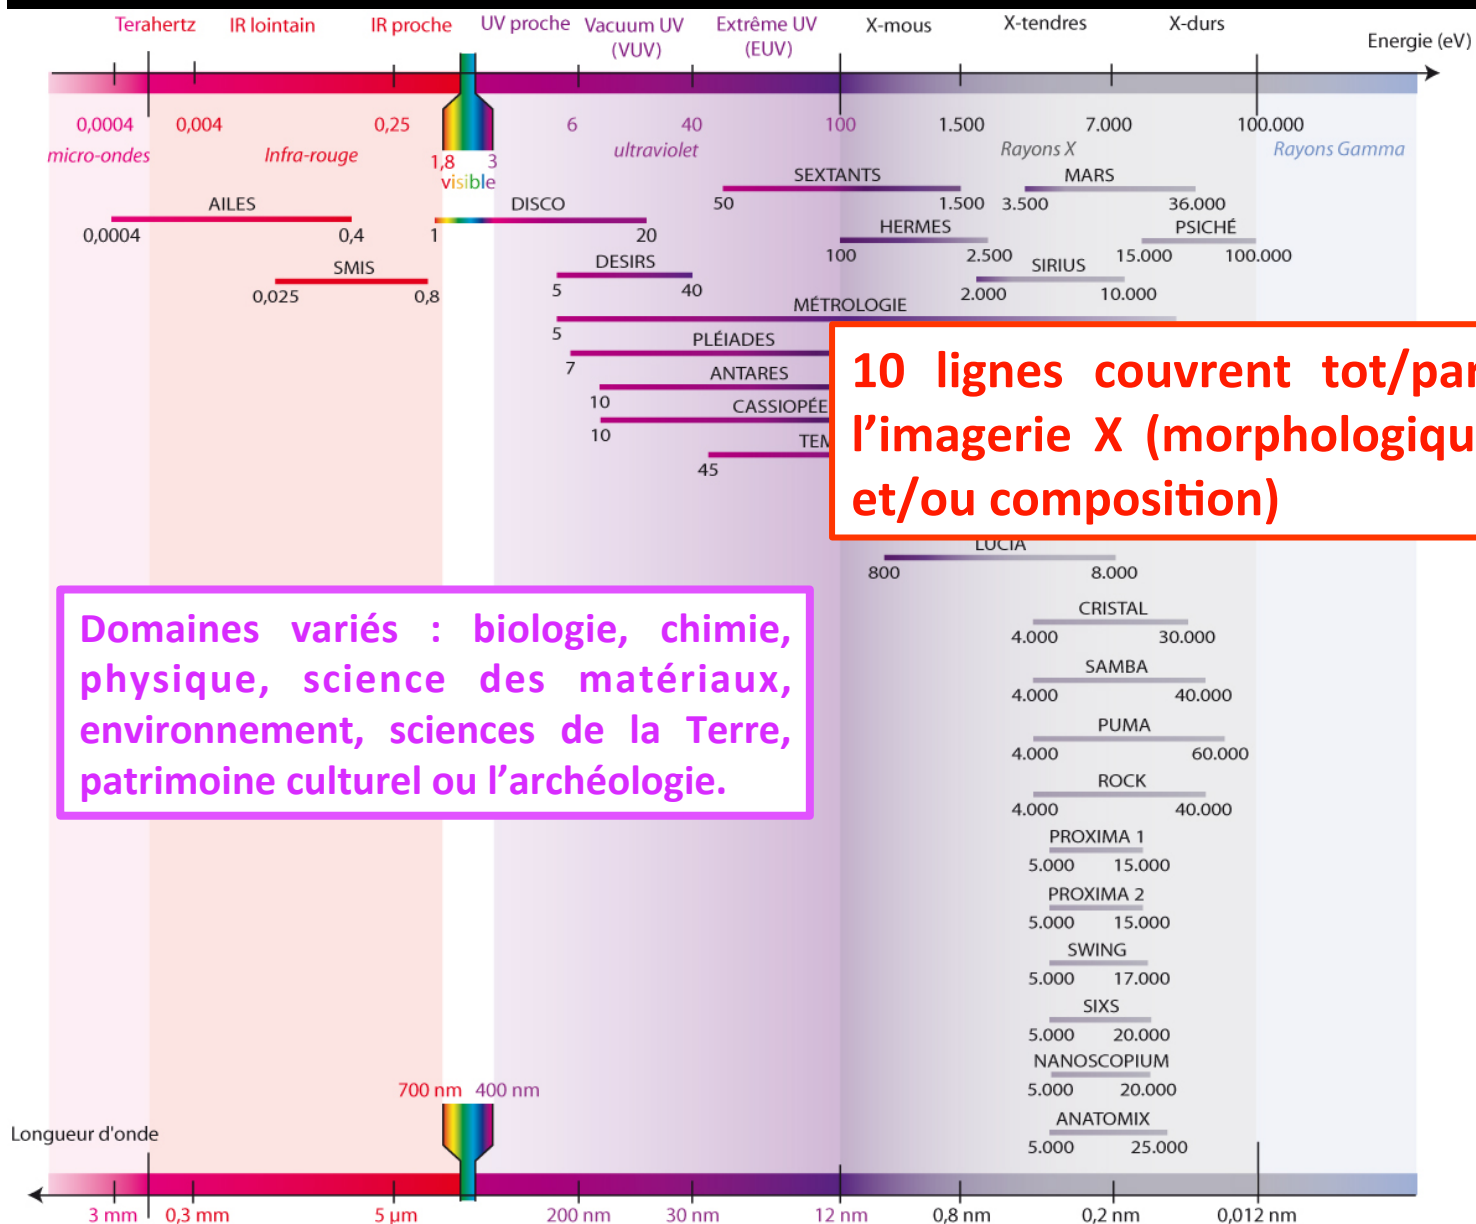 Terahertz IR lointain IR proche UV proche Vacuum UV Extrême UV X-mous X-tendres X-durs
(VUV) (EUV) Energie (eV)
0,0004 0,004 0,25 6 40 100 1.500 7.000 100.000
micro-ondes Infra-rouge 1,8 3 ultraviolet Rayons X Rayons Gamma
visible
SEXTANTS MARS
50 1.500 3.500 36.000
AILES DISCO
0,0004 0,4 1 20
HERMES PSICHÉ
100 2.500 15.000 100.000
SMIS DESIRS SIRIUS
0,025 0,8 5 40 2.000 10.000
MÉTROLOGIE
5
PLÉIADES
7
ANTARES
10
CASSIOPÉE
10
45
10 lignes couvrent
l’imagerie X
et/ou composition)
LUCIA
800 8.000
Domaines variés : biologie, chimie,
physique, science des matériaux,
environnement, sciences de la Terre,
patrimoine culturel ou l’archéologie.
CRISTAL
4.000 30.000
SAMBA
4.000 40.000
PUMA
4.000 60.000
ROCK
4.000 40.000
PROXIMA 1
5.000 15.000
PROXIMA 2
5.000 15.000
SWING
5.000 17.000
SIXS
5.000 20.000
NANOSCOPIUM
5.000 20.000
ANATOMIX
5.000 25.000
700 nm 400 nm
Longueur d'onde
3 mm 0,3 mm 5 µm 200 nm 30 nm 12 nm 0,8 nm 0,2 nm 0,012 nm